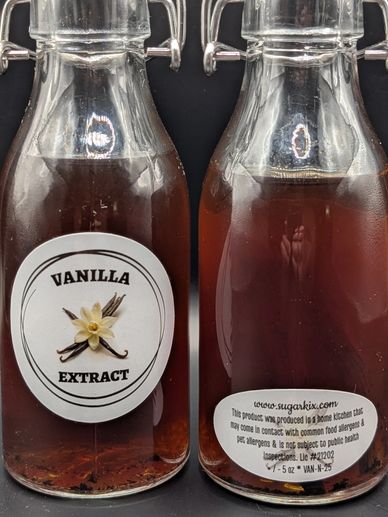 VANILLA
EXTRACT
www.sugarkix.com
This product was produced in a home kitchen that
may come in contact with common food allergens &
pet allergens & is not subject to public health
inspections. Lic #21202
5 oz * VAN-N-25